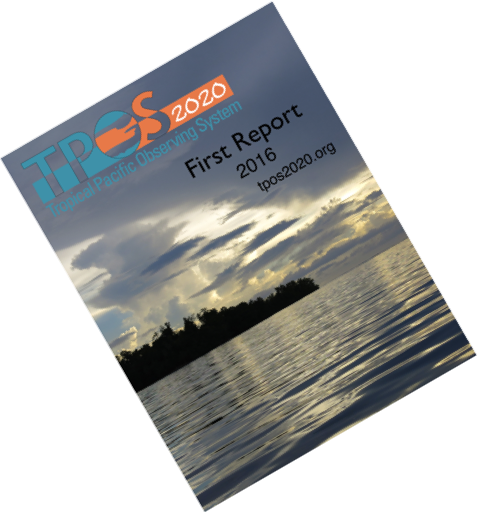 TPOS 2020
Tropical Pacific Observing System
First Report
2016
tpos2020.org